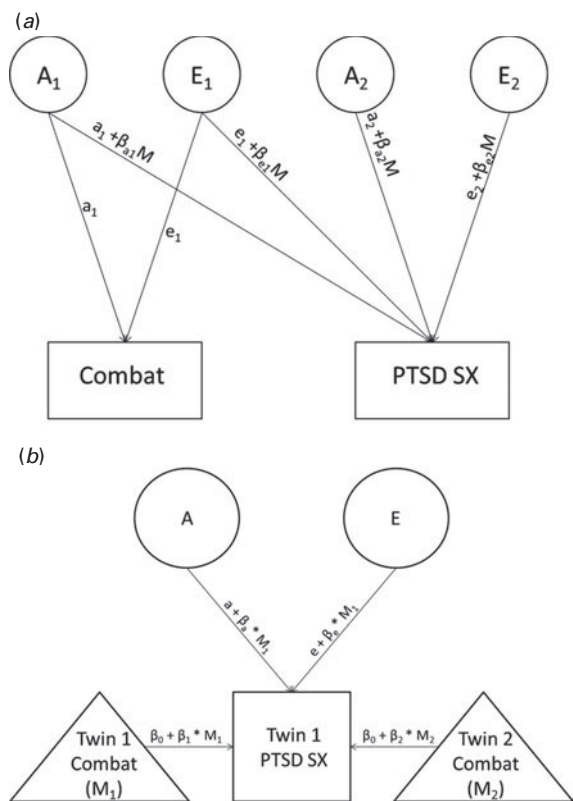 (a)
A₁ E₁ A₂ E₂
a₁ +βₐ₁M
e₁ +βₑ₁M
a₂ +βₐ₂M
e₂ +βₑ₂M
a₁
e₁
Combat
PTSD SX
(b)
A E
a + βₐ * M₁
e + βₑ * M₁
Twin 1
Combat
(M₁)
β₀ + β₁ * M₁
Twin 1
PTSD SX
β₀ + β₂ * M₂
Twin 2
Combat
(M₂)